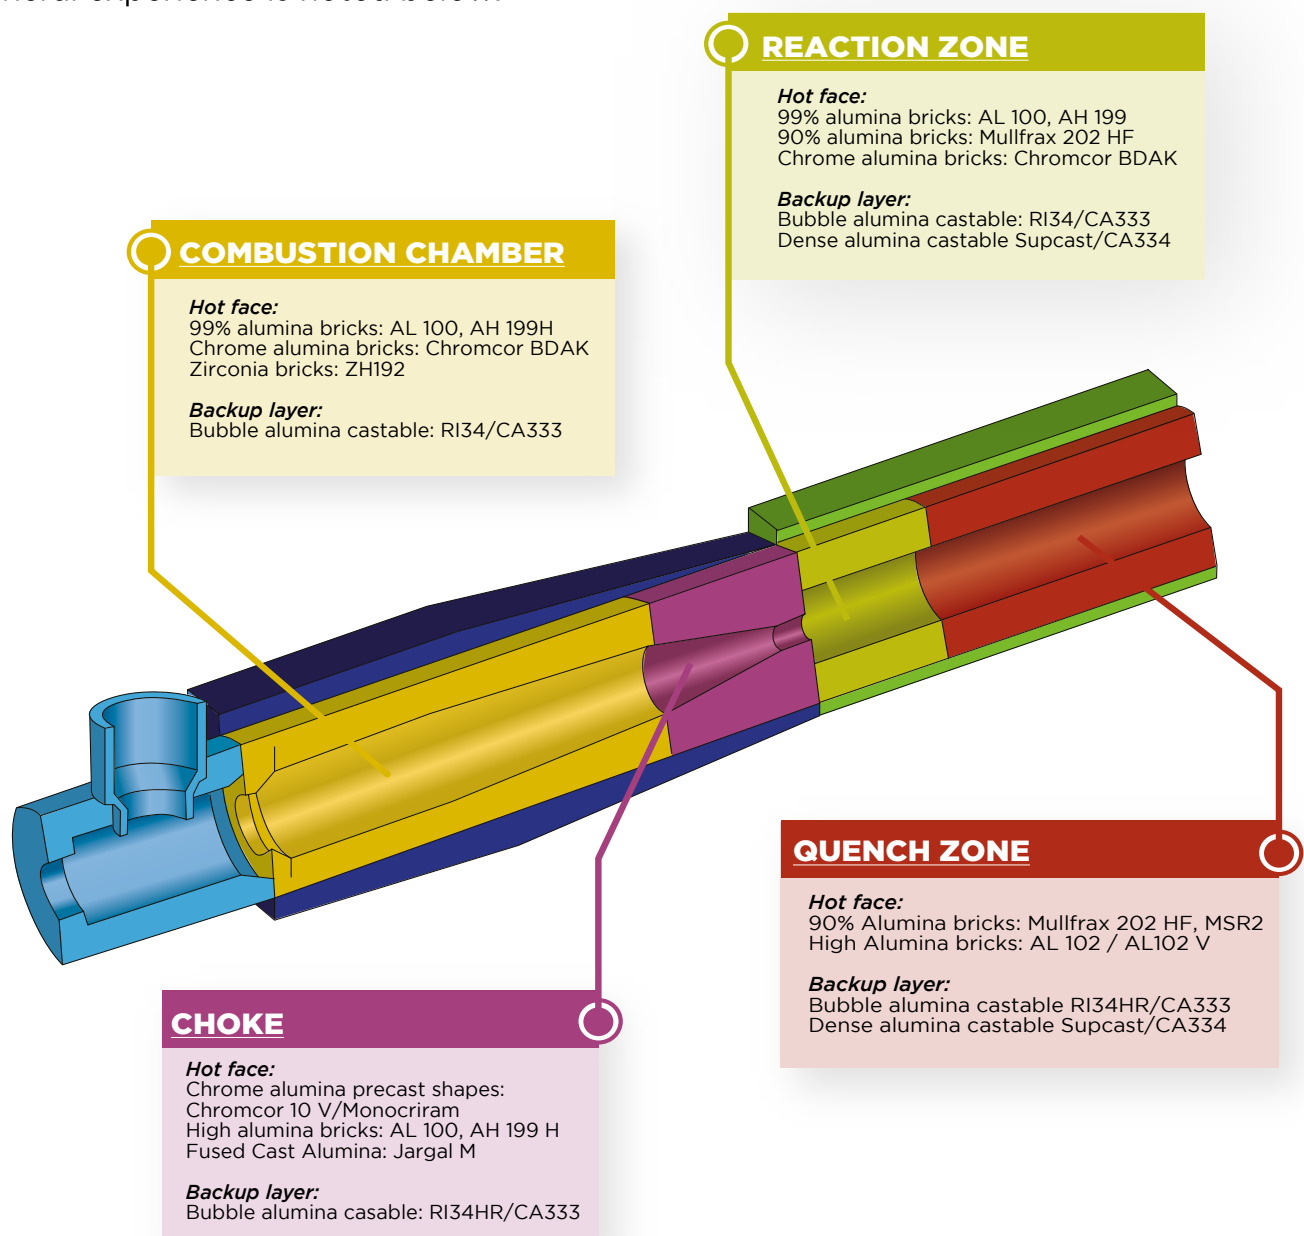 REACTION ZONE
Hot face:
99% alumina bricks: AL 100, AH 199
90% alumina bricks: Mullfrax 202 HF
Chrome alumina bricks: Chromcor BDAK
Backup layer:
Bubble alumina castable: RI34/CA333
Dense alumina castable Supcast/CA334
COMBUSTION CHAMBER
Hot face:
99% alumina bricks: AL 100, AH 199H
Chrome alumina bricks: Chromcor BDAK
Zirconia bricks: ZH192
Backup layer:
Bubble alumina castable: RI34/CA333
QUENCH ZONE
Hot face:
90% Alumina bricks: Mullfrax 202 HF, MSR2
High Alumina bricks: AL 102 / AL102 V
Backup layer:
Bubble alumina castable RI34HR/CA333
Dense alumina castable Supcast/CA334
CHOKE
Hot face:
Chrome alumina precast shapes:
Chromcor 10 V/Monocriram
High alumina bricks: AL 100, AH 199 H
Fused Cast Alumina: Jargal M
Backup layer:
Bubble alumina casable: RI34HR/CA333